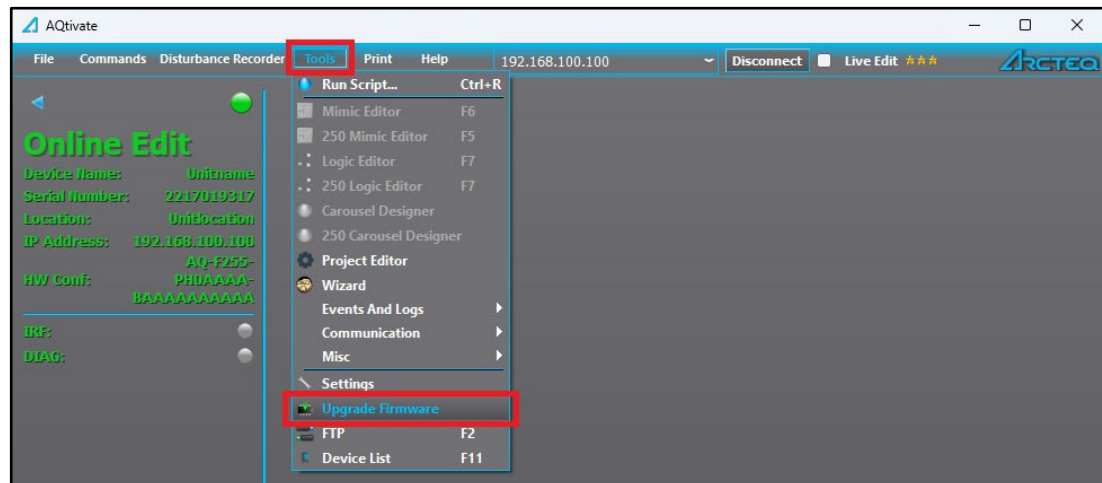 AQtivate
File Commands Disturbance Recorder Tools Print Help 192.168.100.100 Disconnect Live Edit ARCTEQ
Online Edit
Device Name: Unitname
Serial Number: 2217019317
Location: Unitlocation
IP Address: 192.168.100.100
HW Conf: AQ-F255-
PH0AAAA-
BAAAAAAAAAA
IRF:
DIAG:
Run Script... Ctrl+R
Mimic Editor F6
250 Mimic Editor F5
Logic Editor F7
250 Logic Editor F7
Carousel Designer
250 Carousel Designer
Project Editor
Wizard
Events And Logs
Communication
Misc
Settings
Upgrade Firmware
FTP F2
Device List F11